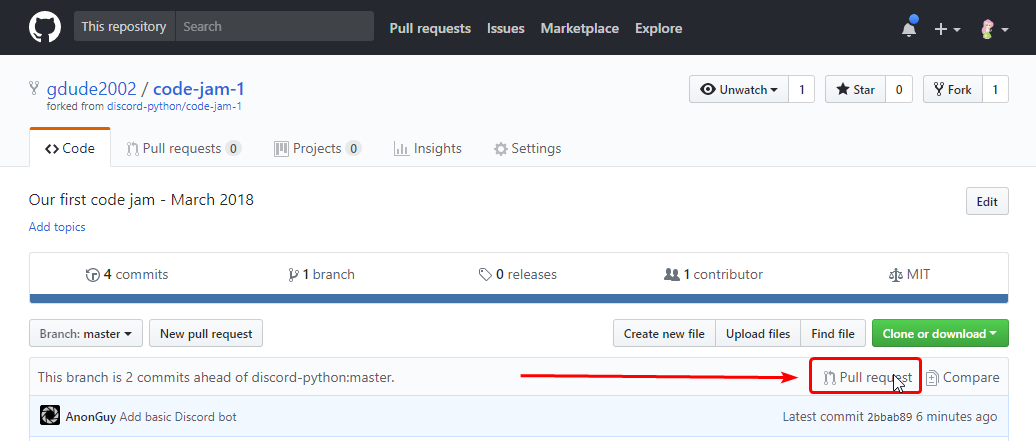 This repository Search Pull requests Issues Marketplace Explore
gdude2002 / code-jam-1 Unwatch 1 Star 0 Fork 1
forked from discord-python/code-jam-1
Code Pull requests 0 Projects 0 Insights Settings
Our first code jam - March 2018 Edit
Add topics
4 commits 1 branch 0 releases 1 contributor MIT
Branch: master New pull request Create new file Upload files Find file Clone or download
This branch is 2 commits ahead of discord-python:master. Pull request Compare
AnonGuy Add basic Discord bot Latest commit 2bbab89 6 minutes ago